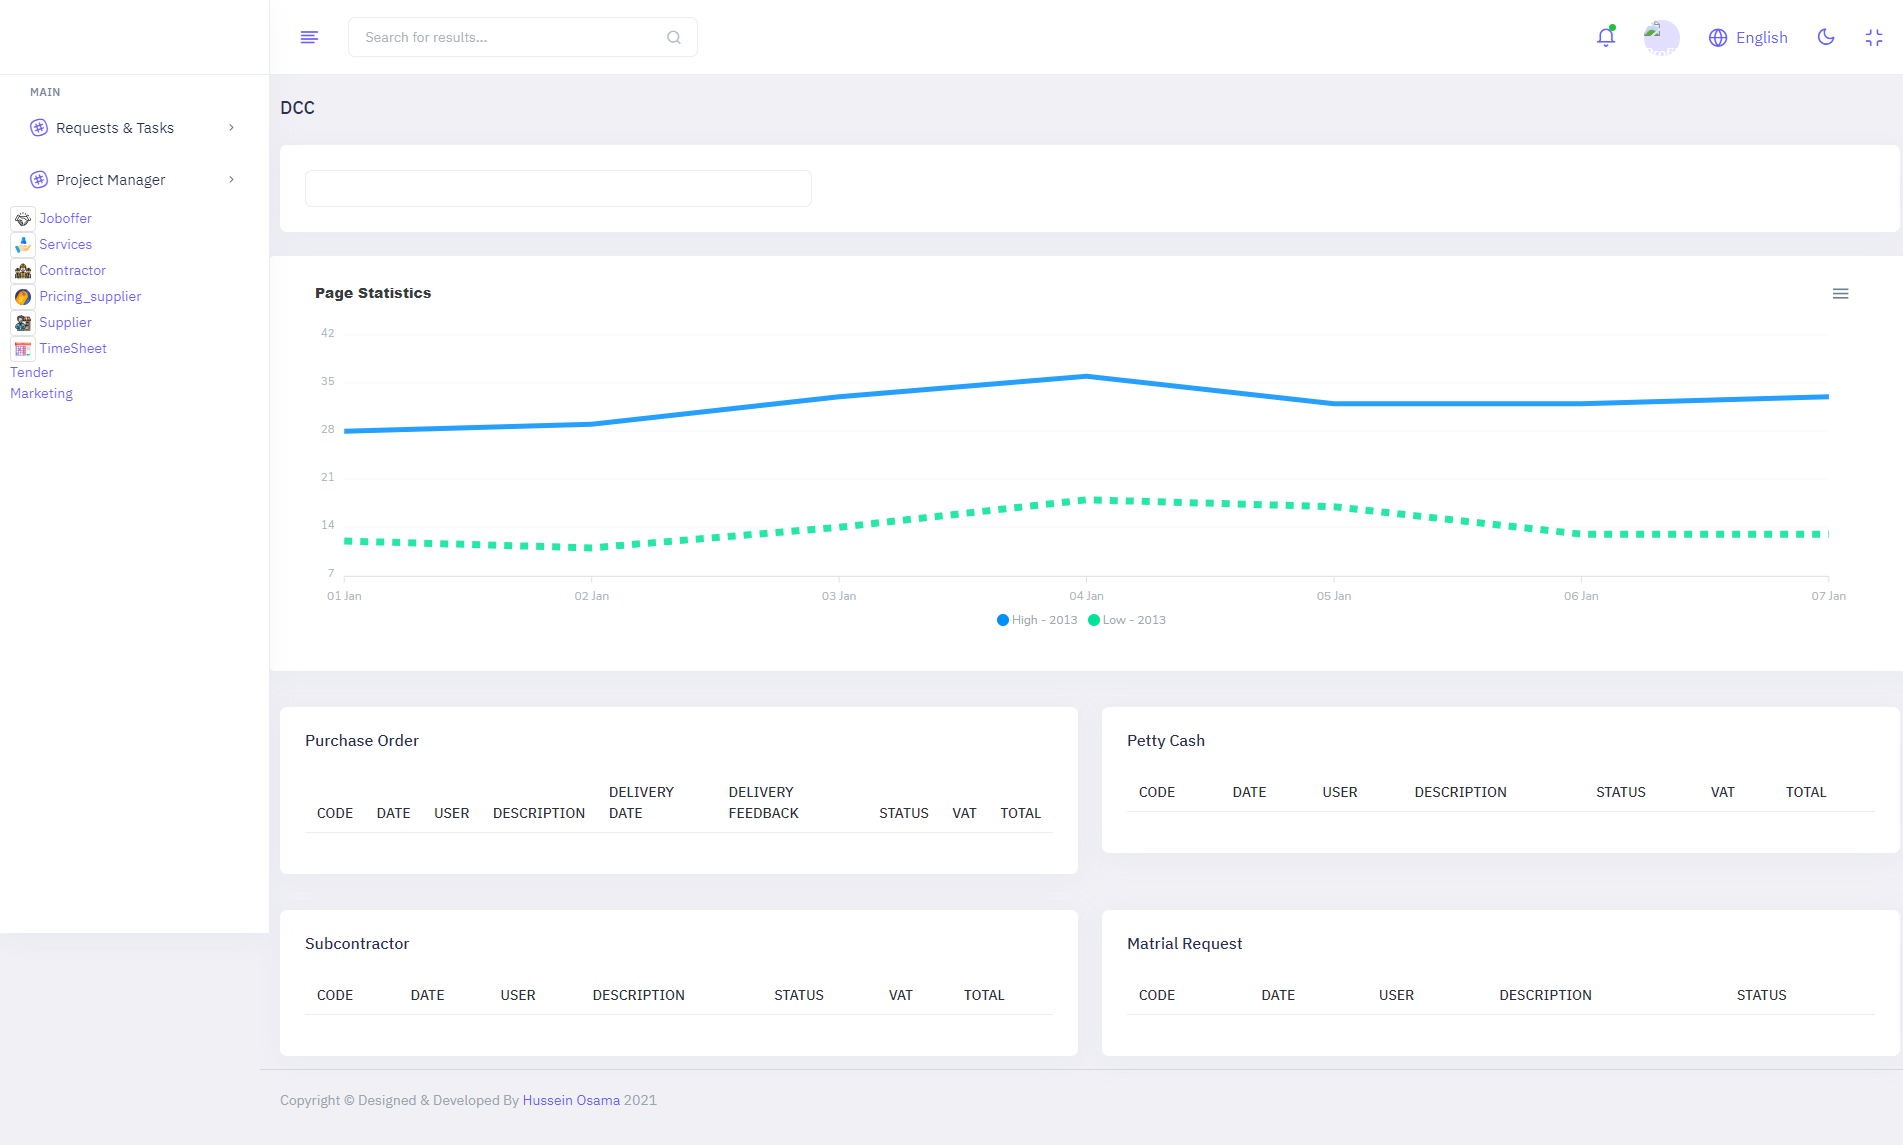 Search for results...
Profi
English
MAIN
Requests & Tasks
Project Manager
Joboffer
Services
Contractor
Pricing_supplier
Supplier
TimeSheet
Tender
Marketing
DCC
Page Statistics
42
35
28
21
14
7
01 Jan 02 Jan 03 Jan 04 Jan 05 Jan 06 Jan 07 Jan
High - 2013 Low - 2013
Purchase Order
CODE DATE USER DESCRIPTION DELIVERY DATE DELIVERY FEEDBACK STATUS VAT TOTAL
Petty Cash
CODE DATE USER DESCRIPTION STATUS VAT TOTAL
Subcontractor
CODE DATE USER DESCRIPTION STATUS VAT TOTAL
Matrial Request
CODE DATE USER DESCRIPTION STATUS
Copyright © Designed & Developed By Hussein Osama 2021